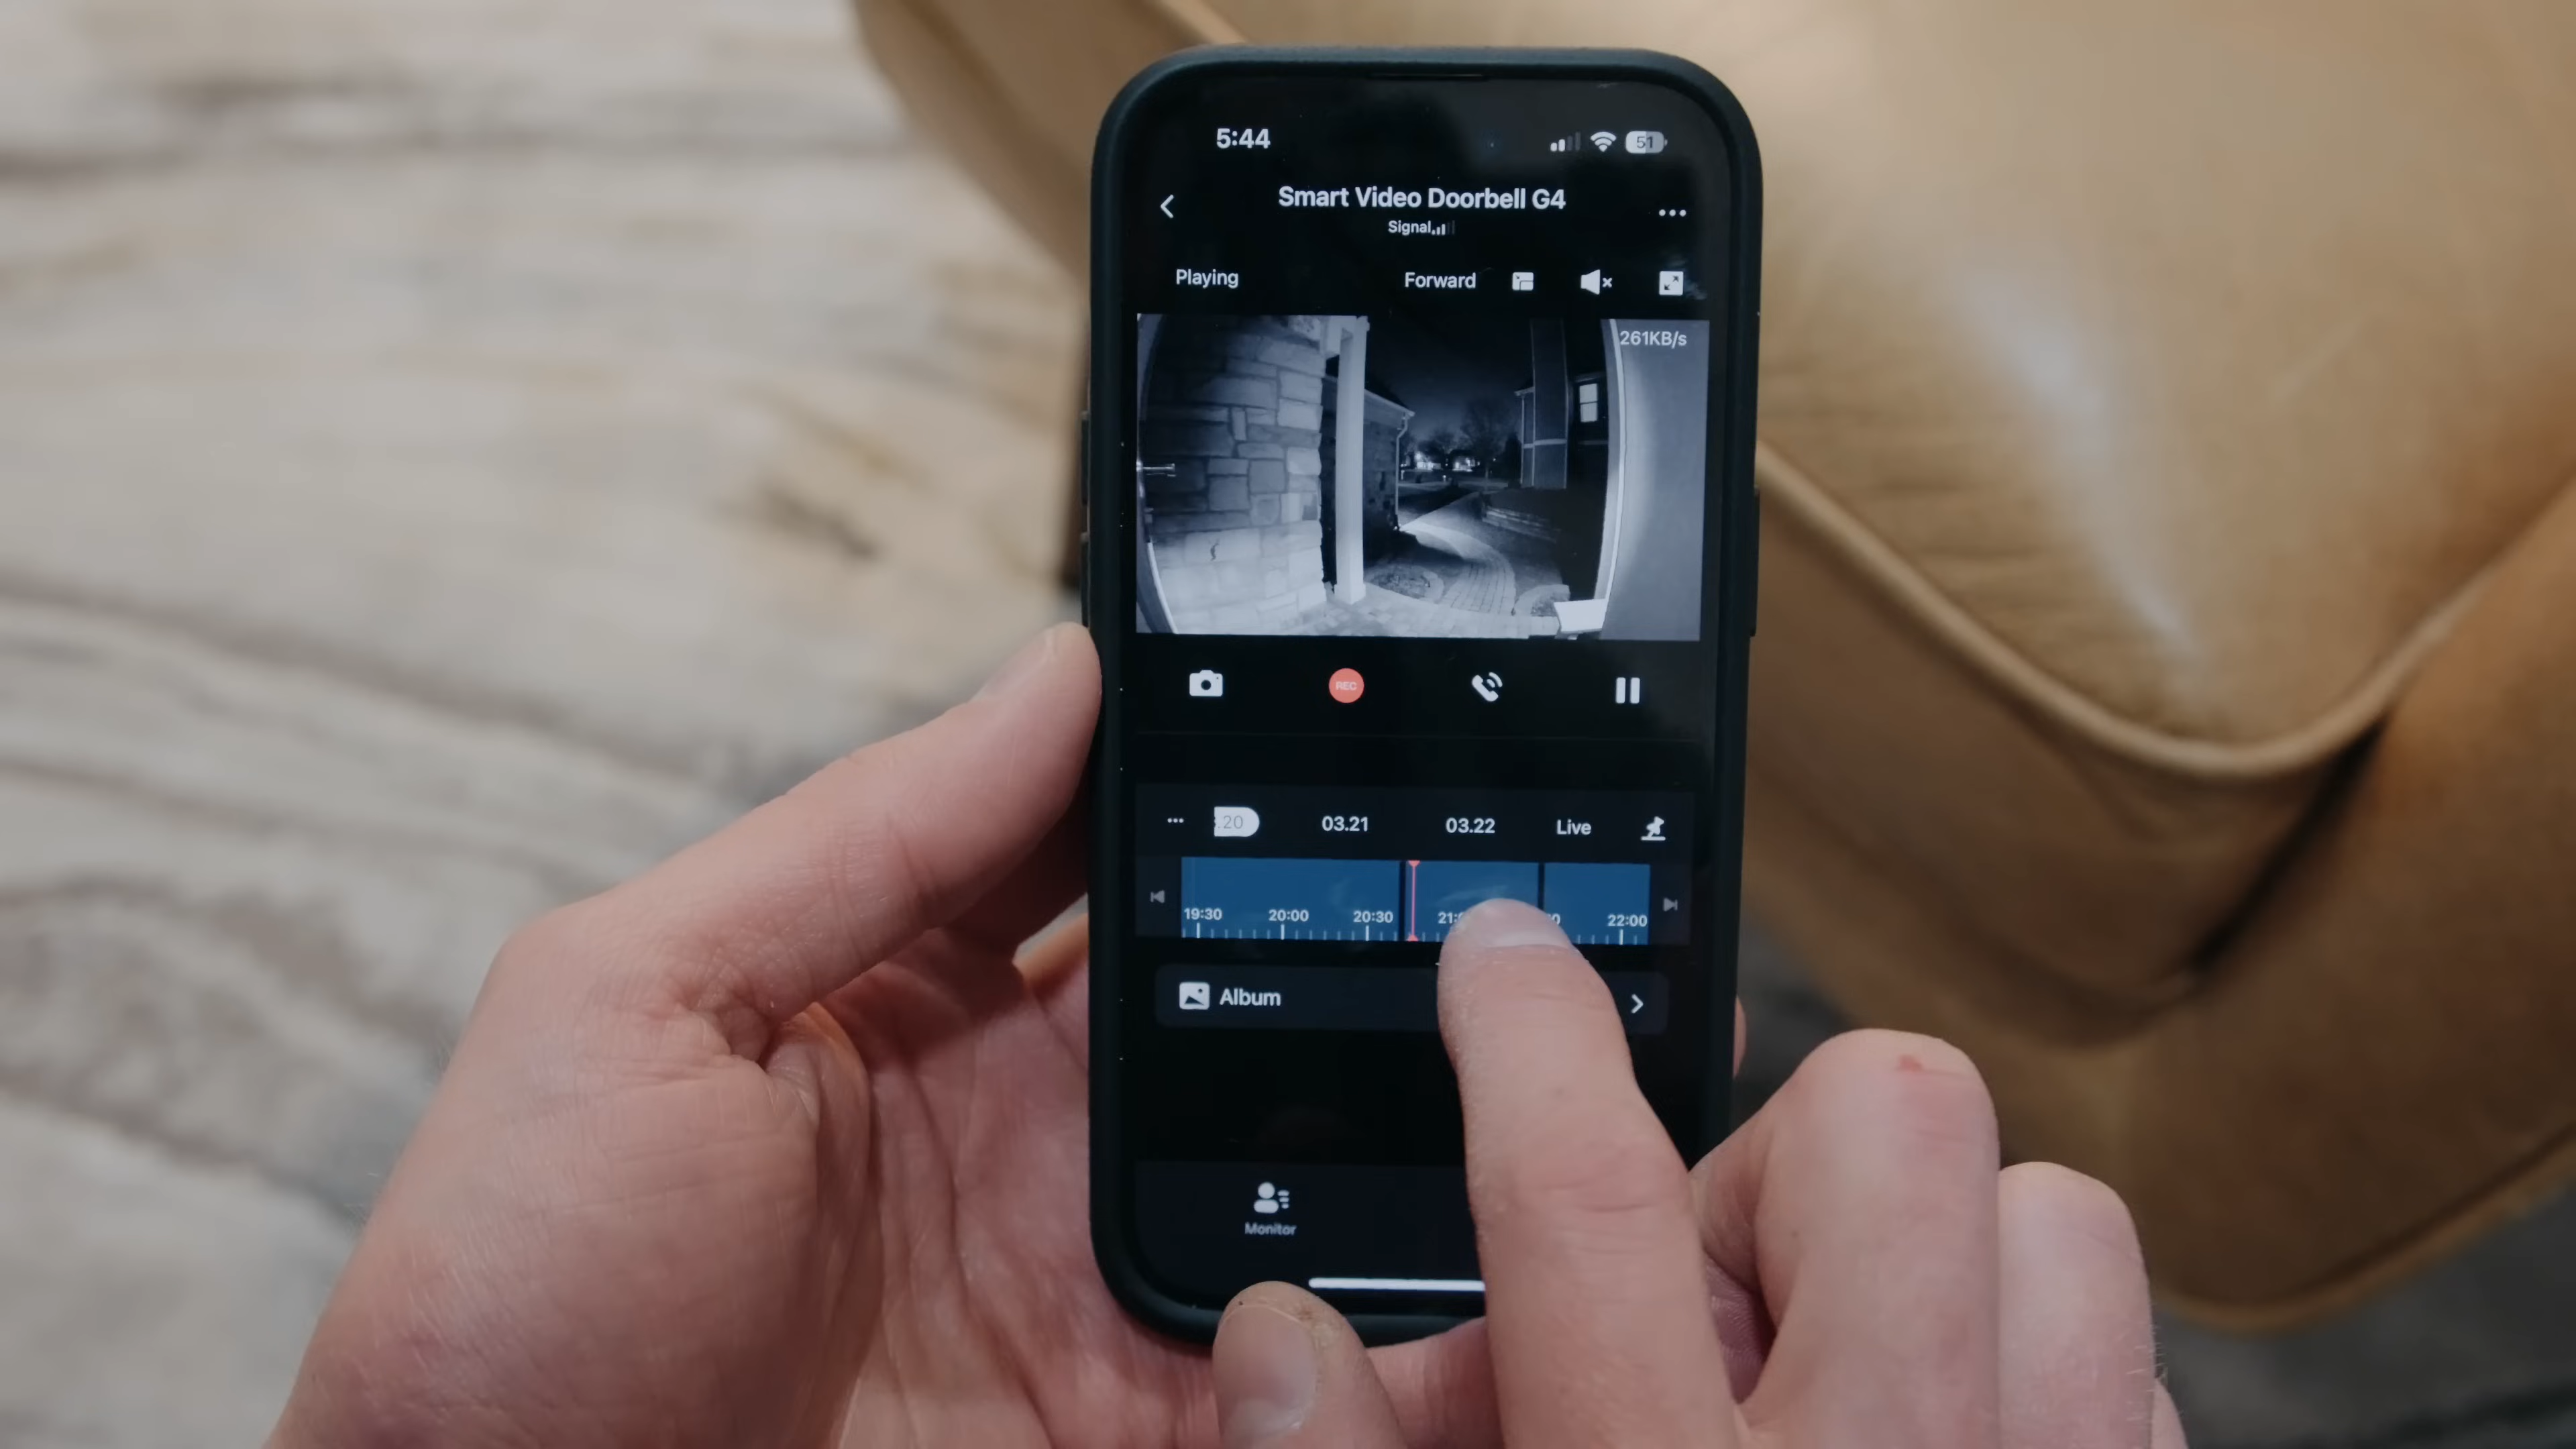 5:44
51
Smart Video Doorbell G4
Signal
Playing
Forward
261KB/s
REC
.20
03.21
03.22
Live
19:30
20:00
20:30
22:00
Album
Monitor